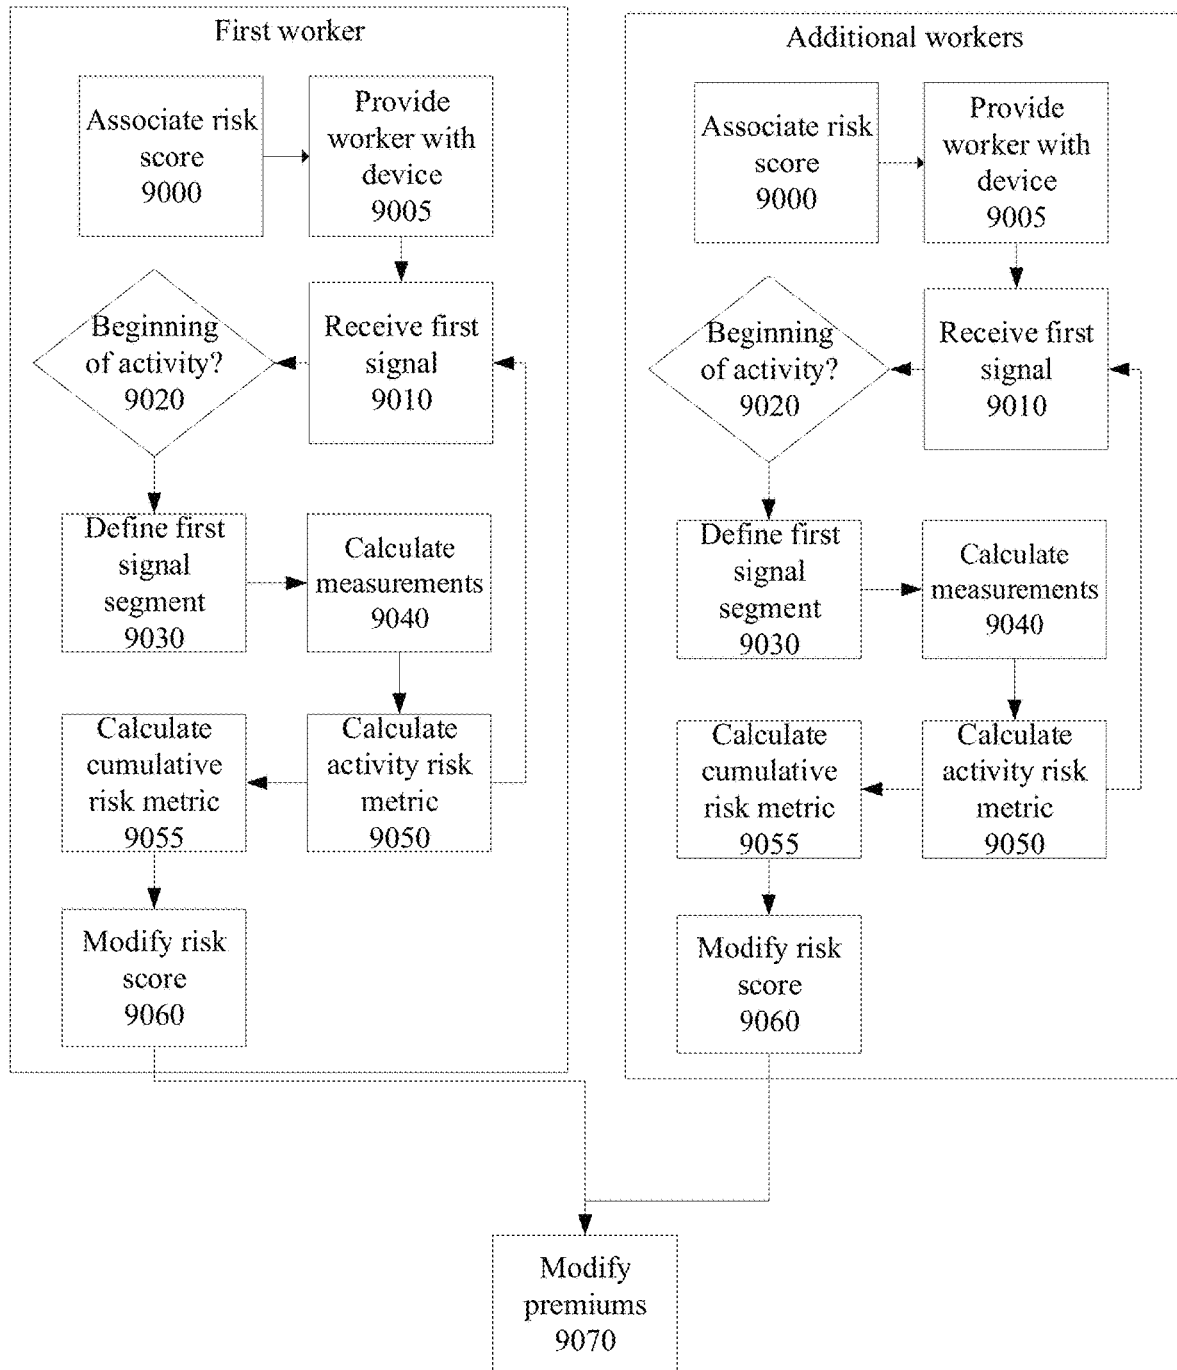 First worker
Associate risk
score
9000
Provide
worker with
device
9005
Beginning
of activity?
9020
Receive first
signal
9010
Define first
signal
segment
9030
Calculate
measurements
9040
Calculate
cumulative
risk metric
9055
Calculate
activity risk
metric
9050
Modify risk
score
9060
Additional workers
Associate risk
score
9000
Provide
worker with
device
9005
Beginning
of activity?
9020
Receive first
signal
9010
Define first
signal
segment
9030
Calculate
measurements
9040
Calculate
cumulative
risk metric
9055
Calculate
activity risk
metric
9050
Modify risk
score
9060
Modify
premiums
9070